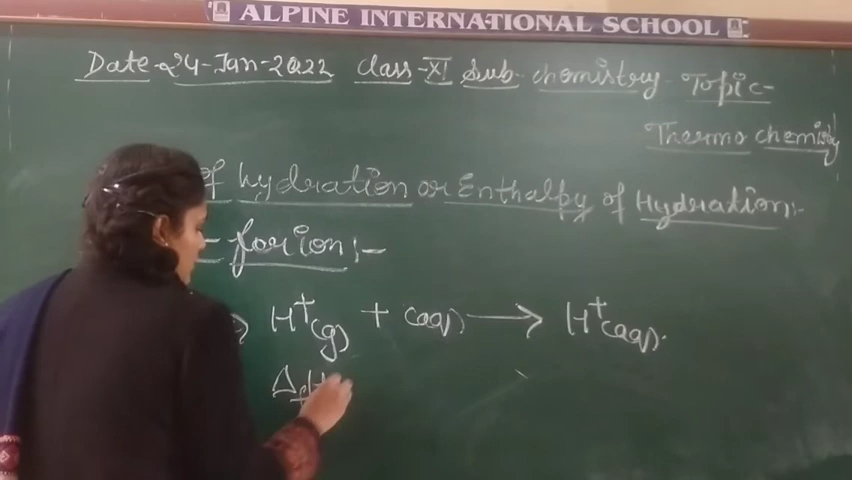 ALPINE INTERNATIONAL SCHOOL
Date-24-Jan-2022 Class-XI Sub-chemistry Topic-
Thermo chemistry
of hydration or Enthalpy of Hydration:-
for ion:-
H⁺(g) + (aq) → H⁺(aq).